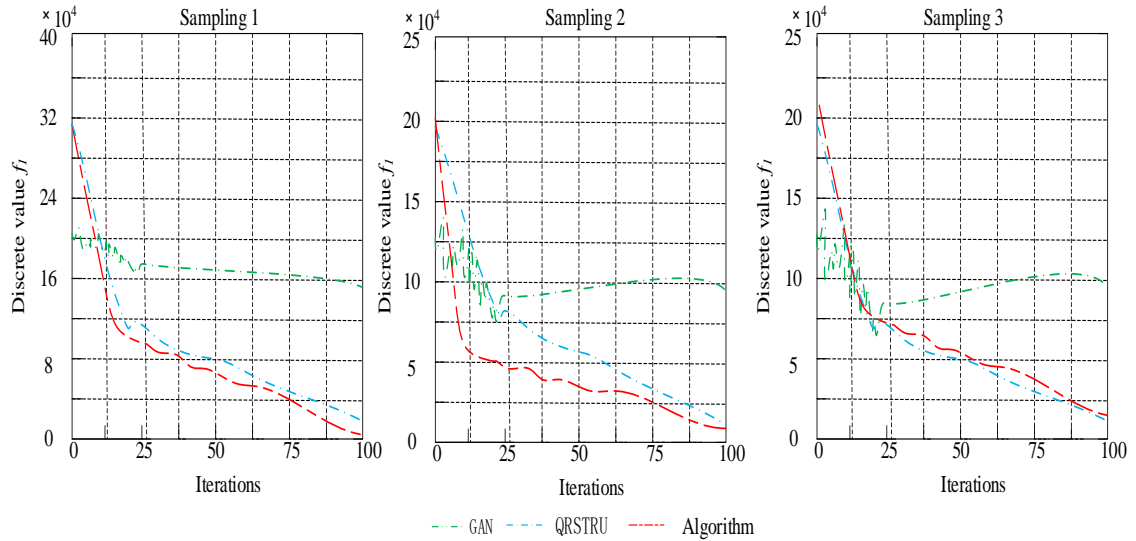 × 10⁴ Sampling 1
40
32
24
16
8
0
Discrete value f₁
0 25 50 75 100
Iterations
× 10⁴ Sampling 2
25
20
15
10
5
0
Discrete value f₁
0 25 50 75 100
Iterations
× 10⁴ Sampling 3
25
20
15
10
5
0
Discrete value f₁
0 25 50 75 100
Iterations
GAN QRSTRU Algorithm